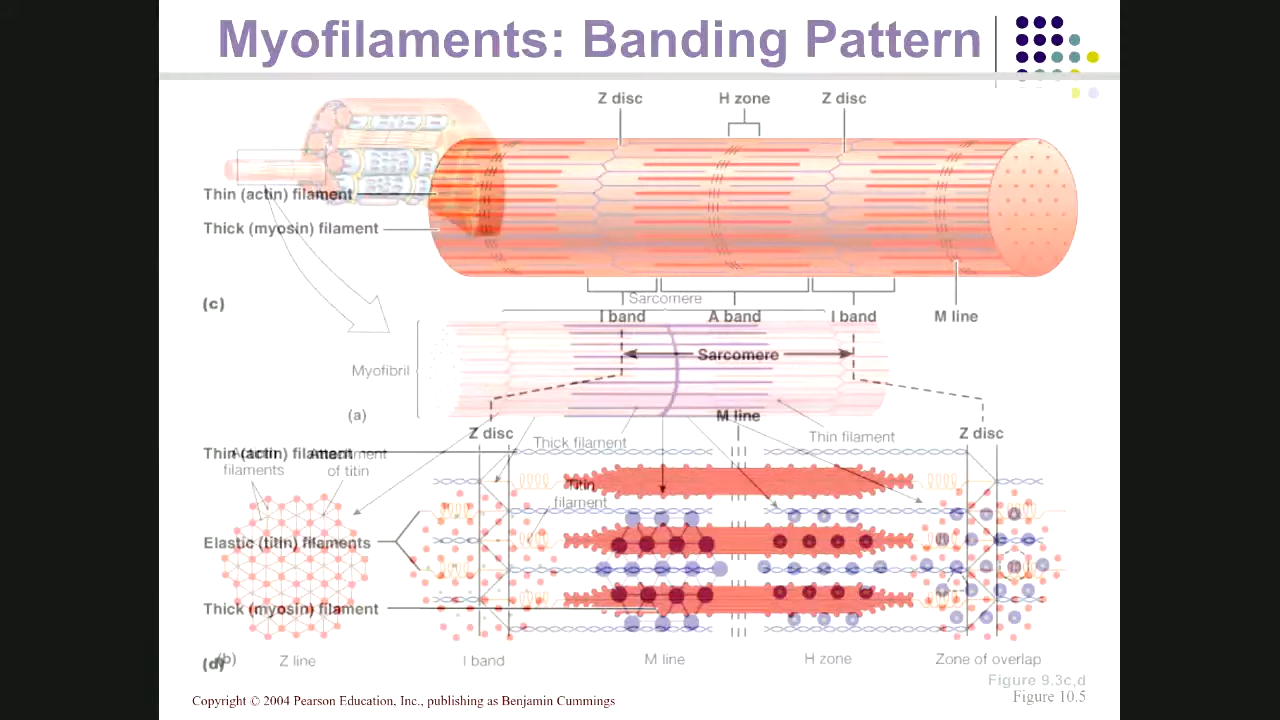 Myofilaments: Banding Pattern
Z disc
H zone
Z disc
Thin (actin) filament
Thick (myosin) filament
(c)
Sarcomere
I band
A band
I band
M line
Sarcomere
Myofibril
(a)
M line
Z disc
Thick filament
Thin filament
Z disc
Thin (actin) filament
filaments
of titin
Titin
filament
Elastic (titin) filaments
Thick (myosin) filament
(b)
(d)
Z line
I band
M line
H zone
Zone of overlap
Figure 9.3c,d
Figure 10.5
Copyright © 2004 Pearson Education, Inc., publishing as Benjamin Cummings